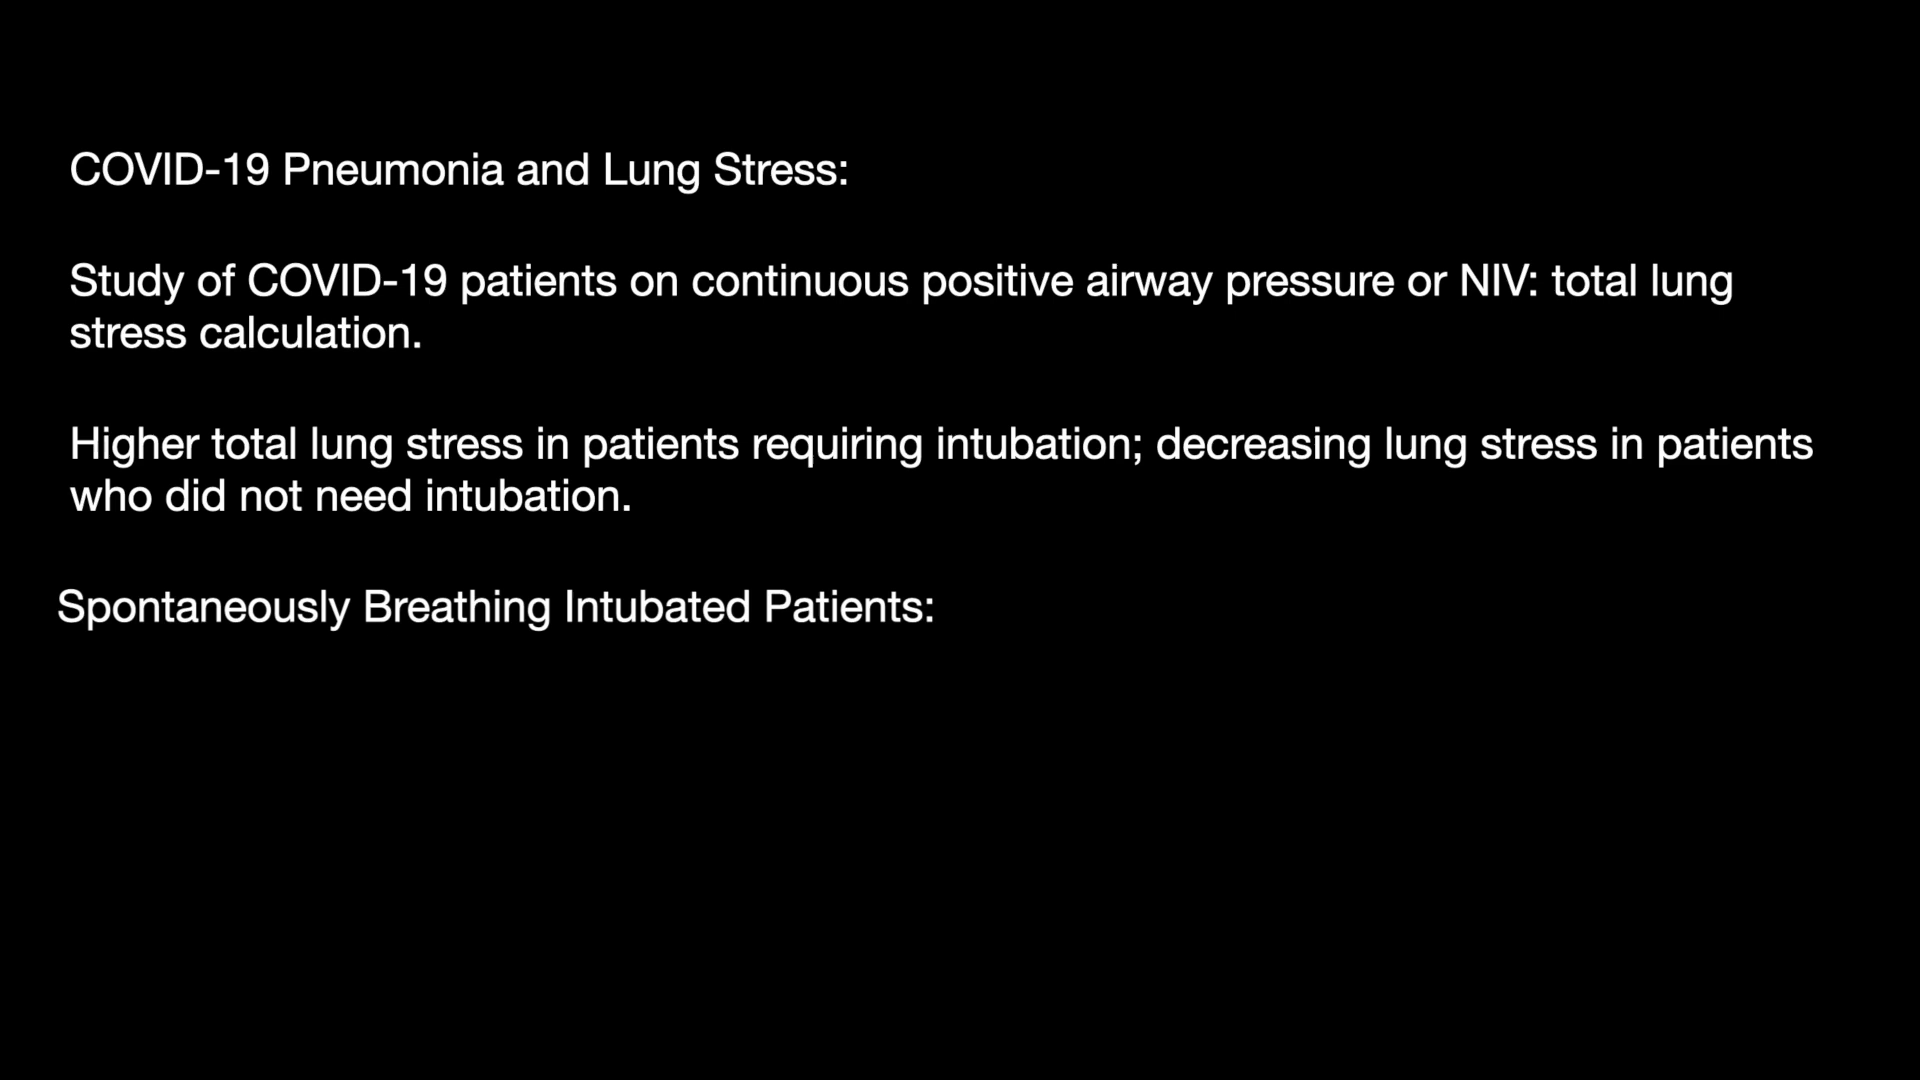 COVID-19 Pneumonia and Lung Stress:
Study of COVID-19 patients on continuous positive airway pressure or NIV: total lung
stress calculation.
Higher total lung stress in patients requiring intubation; decreasing lung stress in patients
who did not need intubation.
Spontaneously Breathing Intubated Patients: